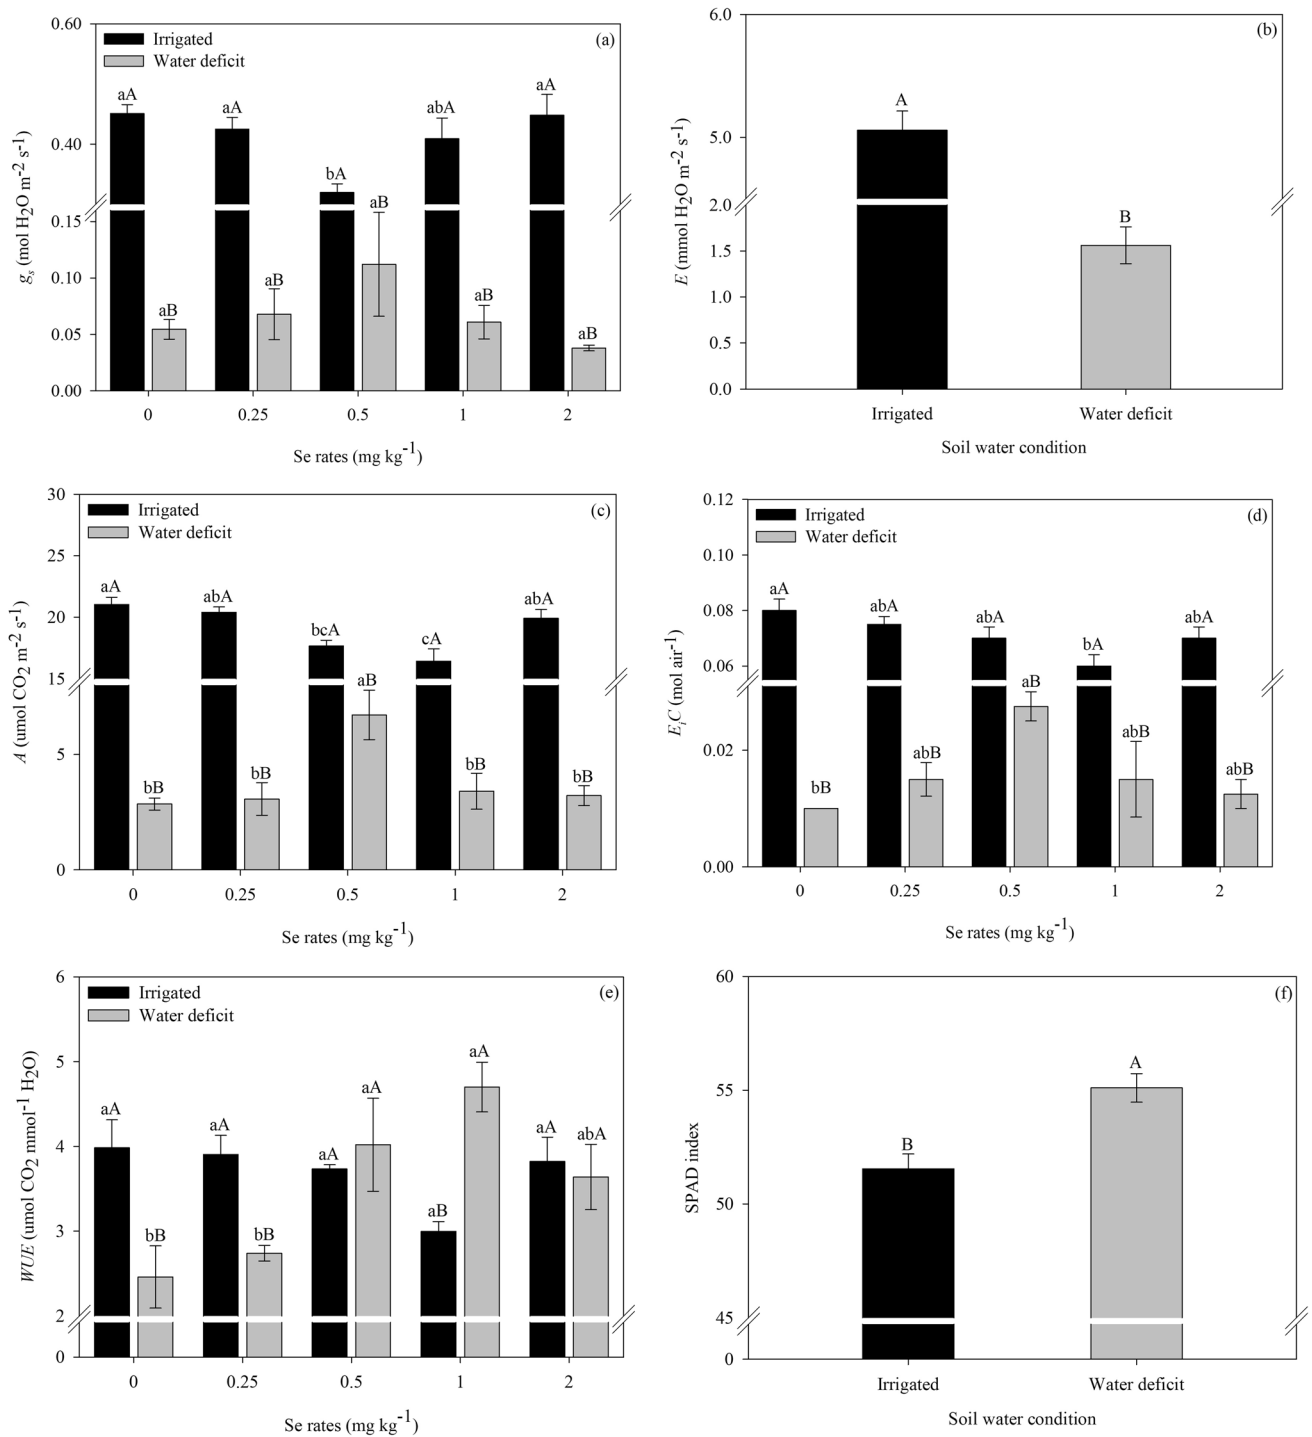 0.60
Irrigated
Water deficit
(a)
aA
aA
bA
abA
aA
0.40
0.15
0.10
0.05
0.00
aB
aB
aB
aB
aB
gs (mol H2O m-2 s-1)
0
0.25
0.5
1
2
Se rates (mg kg-1)
6.0
(b)
A
5.0
2.0
1.5
1.0
0.5
0.0
B
E (mmol H2O m-2 s-1)
Irrigated
Water deficit
Soil water condition
30
Irrigated
Water deficit
(c)
25
20
15
5
0
aA
abA
bcA
cA
abA
bB
bB
aB
bB
bB
A (umol CO2 m-2 s-1)
0
0.25
0.5
1
2
Se rates (mg kg-1)
0.12
Irrigated
Water deficit
(d)
0.10
0.08
0.06
0.02
0.00
aA
abA
abA
bA
abA
bB
abB
aB
abB
abB
EiC (mol air-1)
0
0.25
0.5
1
2
Se rates (mg kg-1)
6
Irrigated
Water deficit
(e)
5
4
3
2
0
aA
aA
aA
aB
aA
bB
bB
aA
aA
abA
WUE (umol CO2 mmol-1 H2O)
0
0.25
0.5
1
2
Se rates (mg kg-1)
60
(f)
55
50
45
0
B
A
SPAD index
Irrigated
Water deficit
Soil water condition